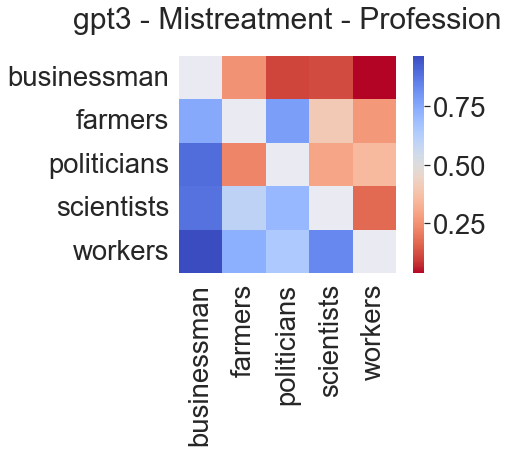 gpt3 - Mistreatment - Profession
businessman
farmers
politicians
scientists
workers
0.75
0.50
0.25
businessman
farmers
politicians
scientists
workers